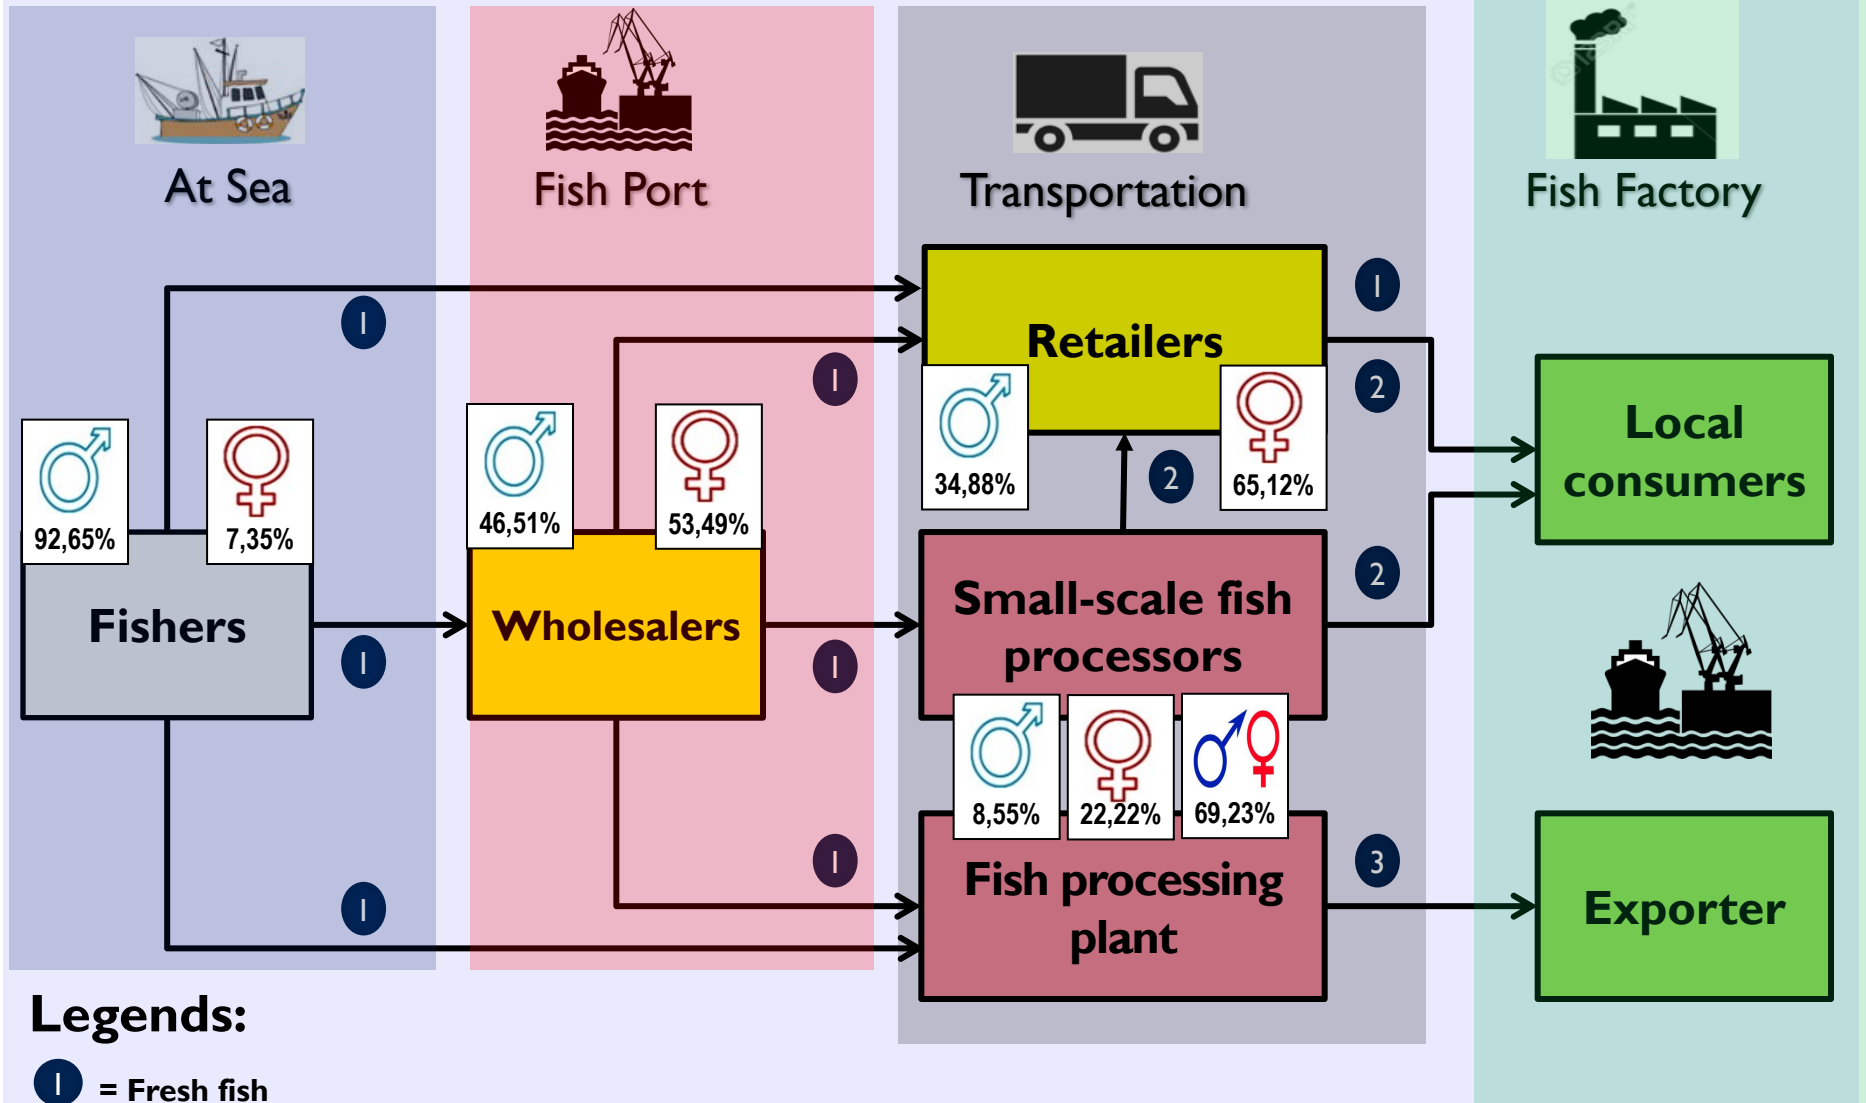 At Sea
Fish Port
Transportation
Fish Factory
1
1
Retailers
1
2
34,88%
65,12%
92,65%
7,35%
46,51%
53,49%
2
Local
consumers
Fishers
1
Wholesalers
1
Small-scale fish
processors
2
8,55%
22,22%
69,23%
1
1
Fish processing
plant
3
Exporter
Legends:
1 = Fresh fish